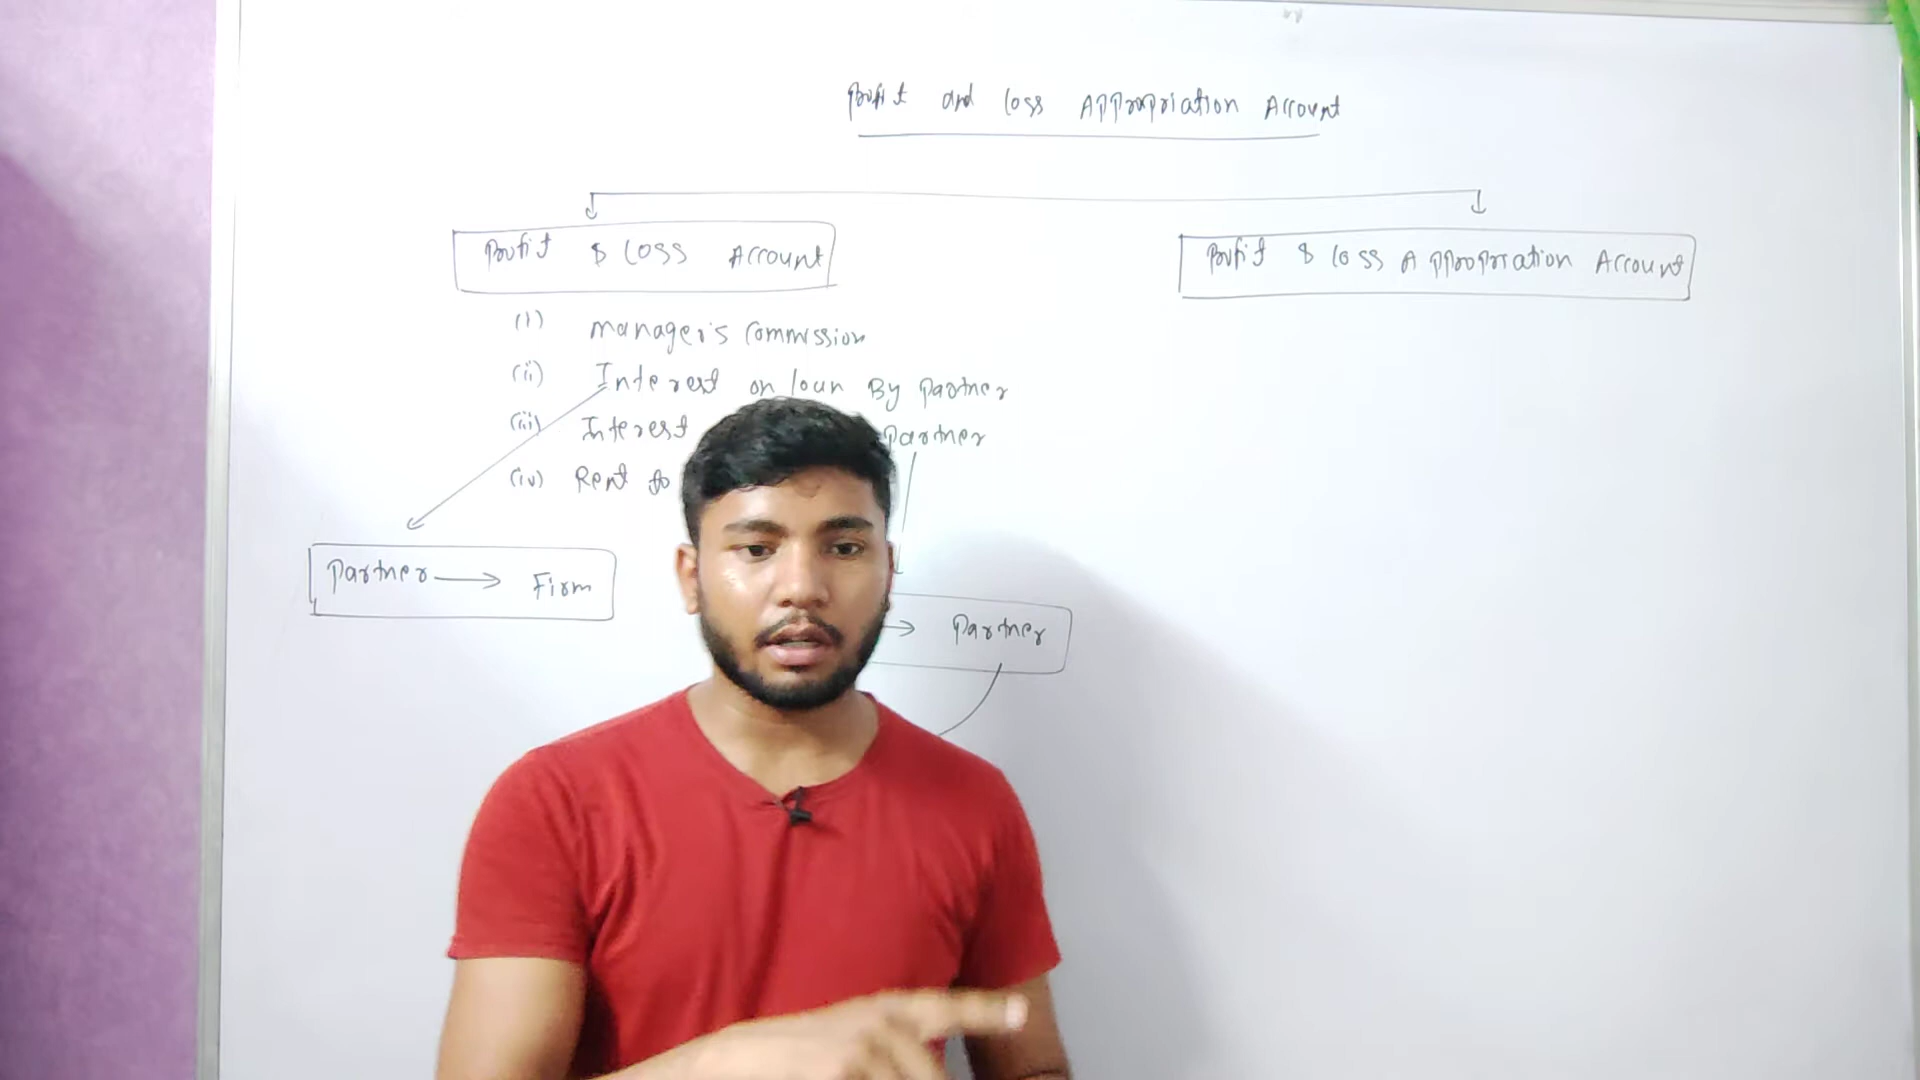 Profit and loss Appropriation Account
Profit & Loss Account
Profit & loss Appropriation Account
(i) manager's Commission
(ii) Interest on loan By Partner
(iii) Interest Partner
(iv) Rent to
Partner → Firm
→ Partner